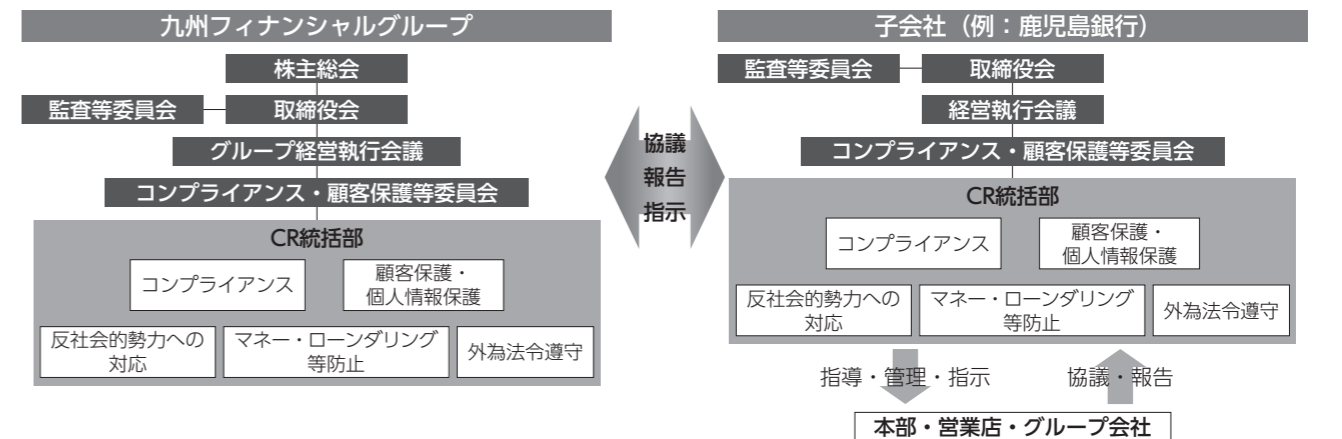 九州フィナンシャルグループ
株主総会
監査等委員会
取締役会
グループ経営執行会議
コンプライアンス・顧客保護等委員会
CR統括部
コンプライアンス
顧客保護・
個人情報保護
反社会的勢力への
対応
マネー・ローンダリング
等防止
外為法令遵守
協議
報告
指示
子会社（例：鹿児島銀行）
監査等委員会
取締役会
経営執行会議
コンプライアンス・顧客保護等委員会
CR統括部
コンプライアンス
顧客保護・
個人情報保護
反社会的勢力への
対応
マネー・ローンダリング
等防止
外為法令遵守
指導・管理・指示
協議・報告
本部・営業店・グループ会社